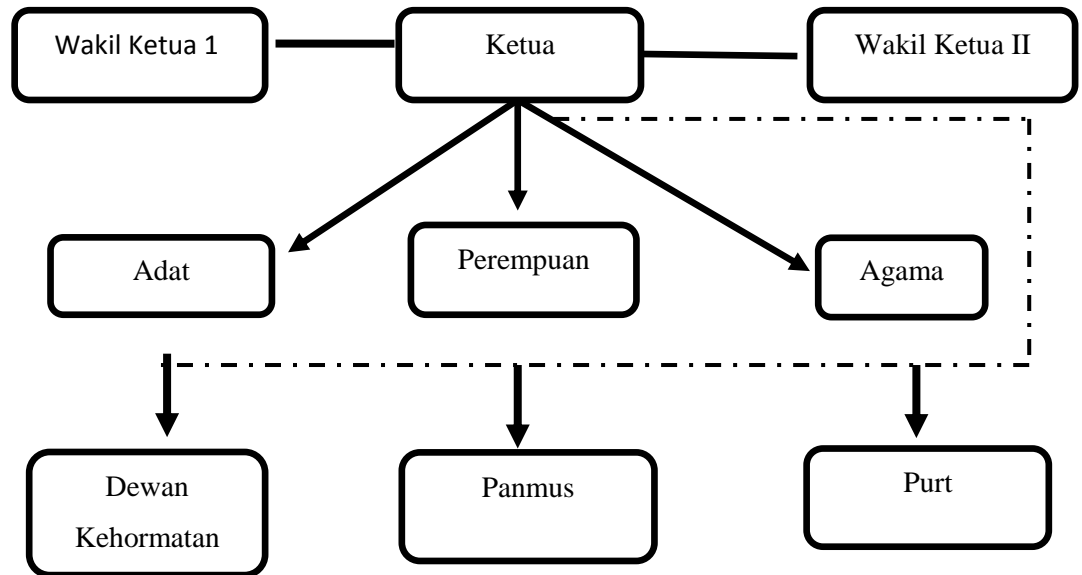 Wakil Ketua 1
Ketua
Wakil Ketua II
Adat
Perempuan
Agama
Dewan
Kehormatan
Panmus
Purt